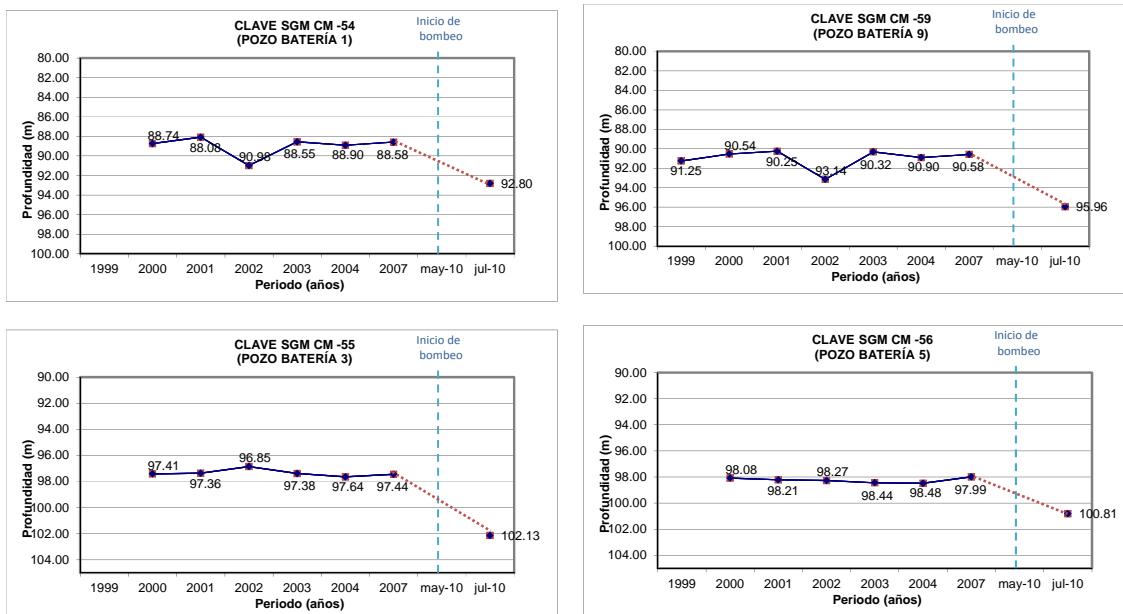 CLAVE SGM CM -54
(POZO BATERÍA 1)
Inicio de
bombeo
80.00
82.00
84.00
86.00
88.00
90.00
92.00
94.00
96.00
98.00
100.00
Profundidad (m)
88.74
88.08
90.98
88.55
88.90
88.58
92.80
1999 2000 2001 2002 2003 2004 2007 may-10 jul-10
Periodo (años)
CLAVE SGM CM -59
(POZO BATERÍA 9)
Inicio de
bombeo
80.00
82.00
84.00
86.00
88.00
90.00
92.00
94.00
96.00
98.00
100.00
Profundidad (m)
91.25
90.54
90.25
93.14
90.32
90.90
90.58
95.96
1999 2000 2001 2002 2003 2004 2007 may-10 jul-10
Periodo (años)
CLAVE SGM CM -55
(POZO BATERÍA 3)
Inicio de
bombeo
90.00
92.00
94.00
96.00
98.00
100.00
102.00
104.00
Profundidad (m)
97.41
97.36
96.85
97.38
97.64
97.44
102.13
1999 2000 2001 2002 2003 2004 2007 may-10 jul-10
Periodo (años)
CLAVE SGM CM -56
(POZO BATERÍA 5)
Inicio de
bombeo
90.00
92.00
94.00
96.00
98.00
100.00
102.00
104.00
Profundidad (m)
98.08
98.21
98.27
98.44
98.48
97.99
100.81
1999 2000 2001 2002 2003 2004 2007 may-10 jul-10
Periodo (años)